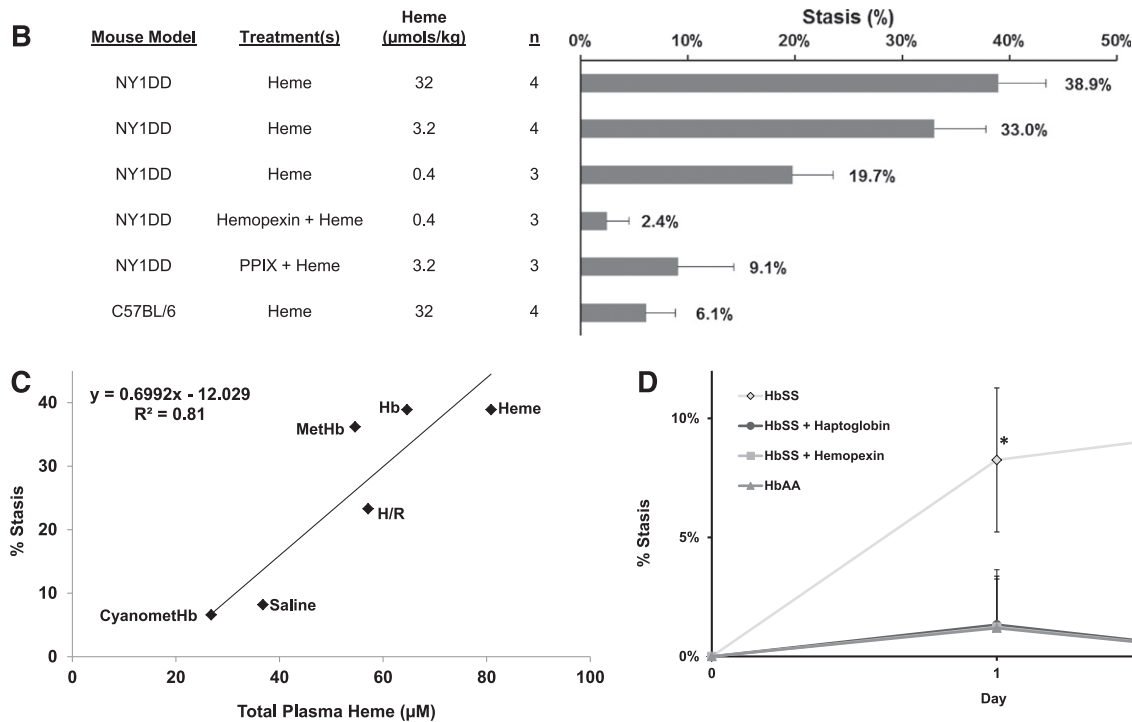 B
Mouse Model Treatment(s) Heme (μmols/kg) n
Stasis (%)
0% 10% 20% 30% 40% 50%
NY1DD Heme 32 4 38.9%
NY1DD Heme 3.2 4 33.0%
NY1DD Heme 0.4 3 19.7%
NY1DD Hemopexin + Heme 0.4 3 2.4%
NY1DD PPIX + Heme 3.2 3 9.1%
C57BL/6 Heme 32 4 6.1%
C
y = 0.6992x - 12.029
R² = 0.81
% Stasis
40
30
20
10
0
Hb
Heme
MetHb
H/R
CyanometHb
Saline
0 20 40 60 80 100
Total Plasma Heme (μM)
D
HbSS
HbSS + Haptoglobin
HbSS + Hemopexin
HbAA
*
% Stasis
10%
5%
0%
0 1
Day